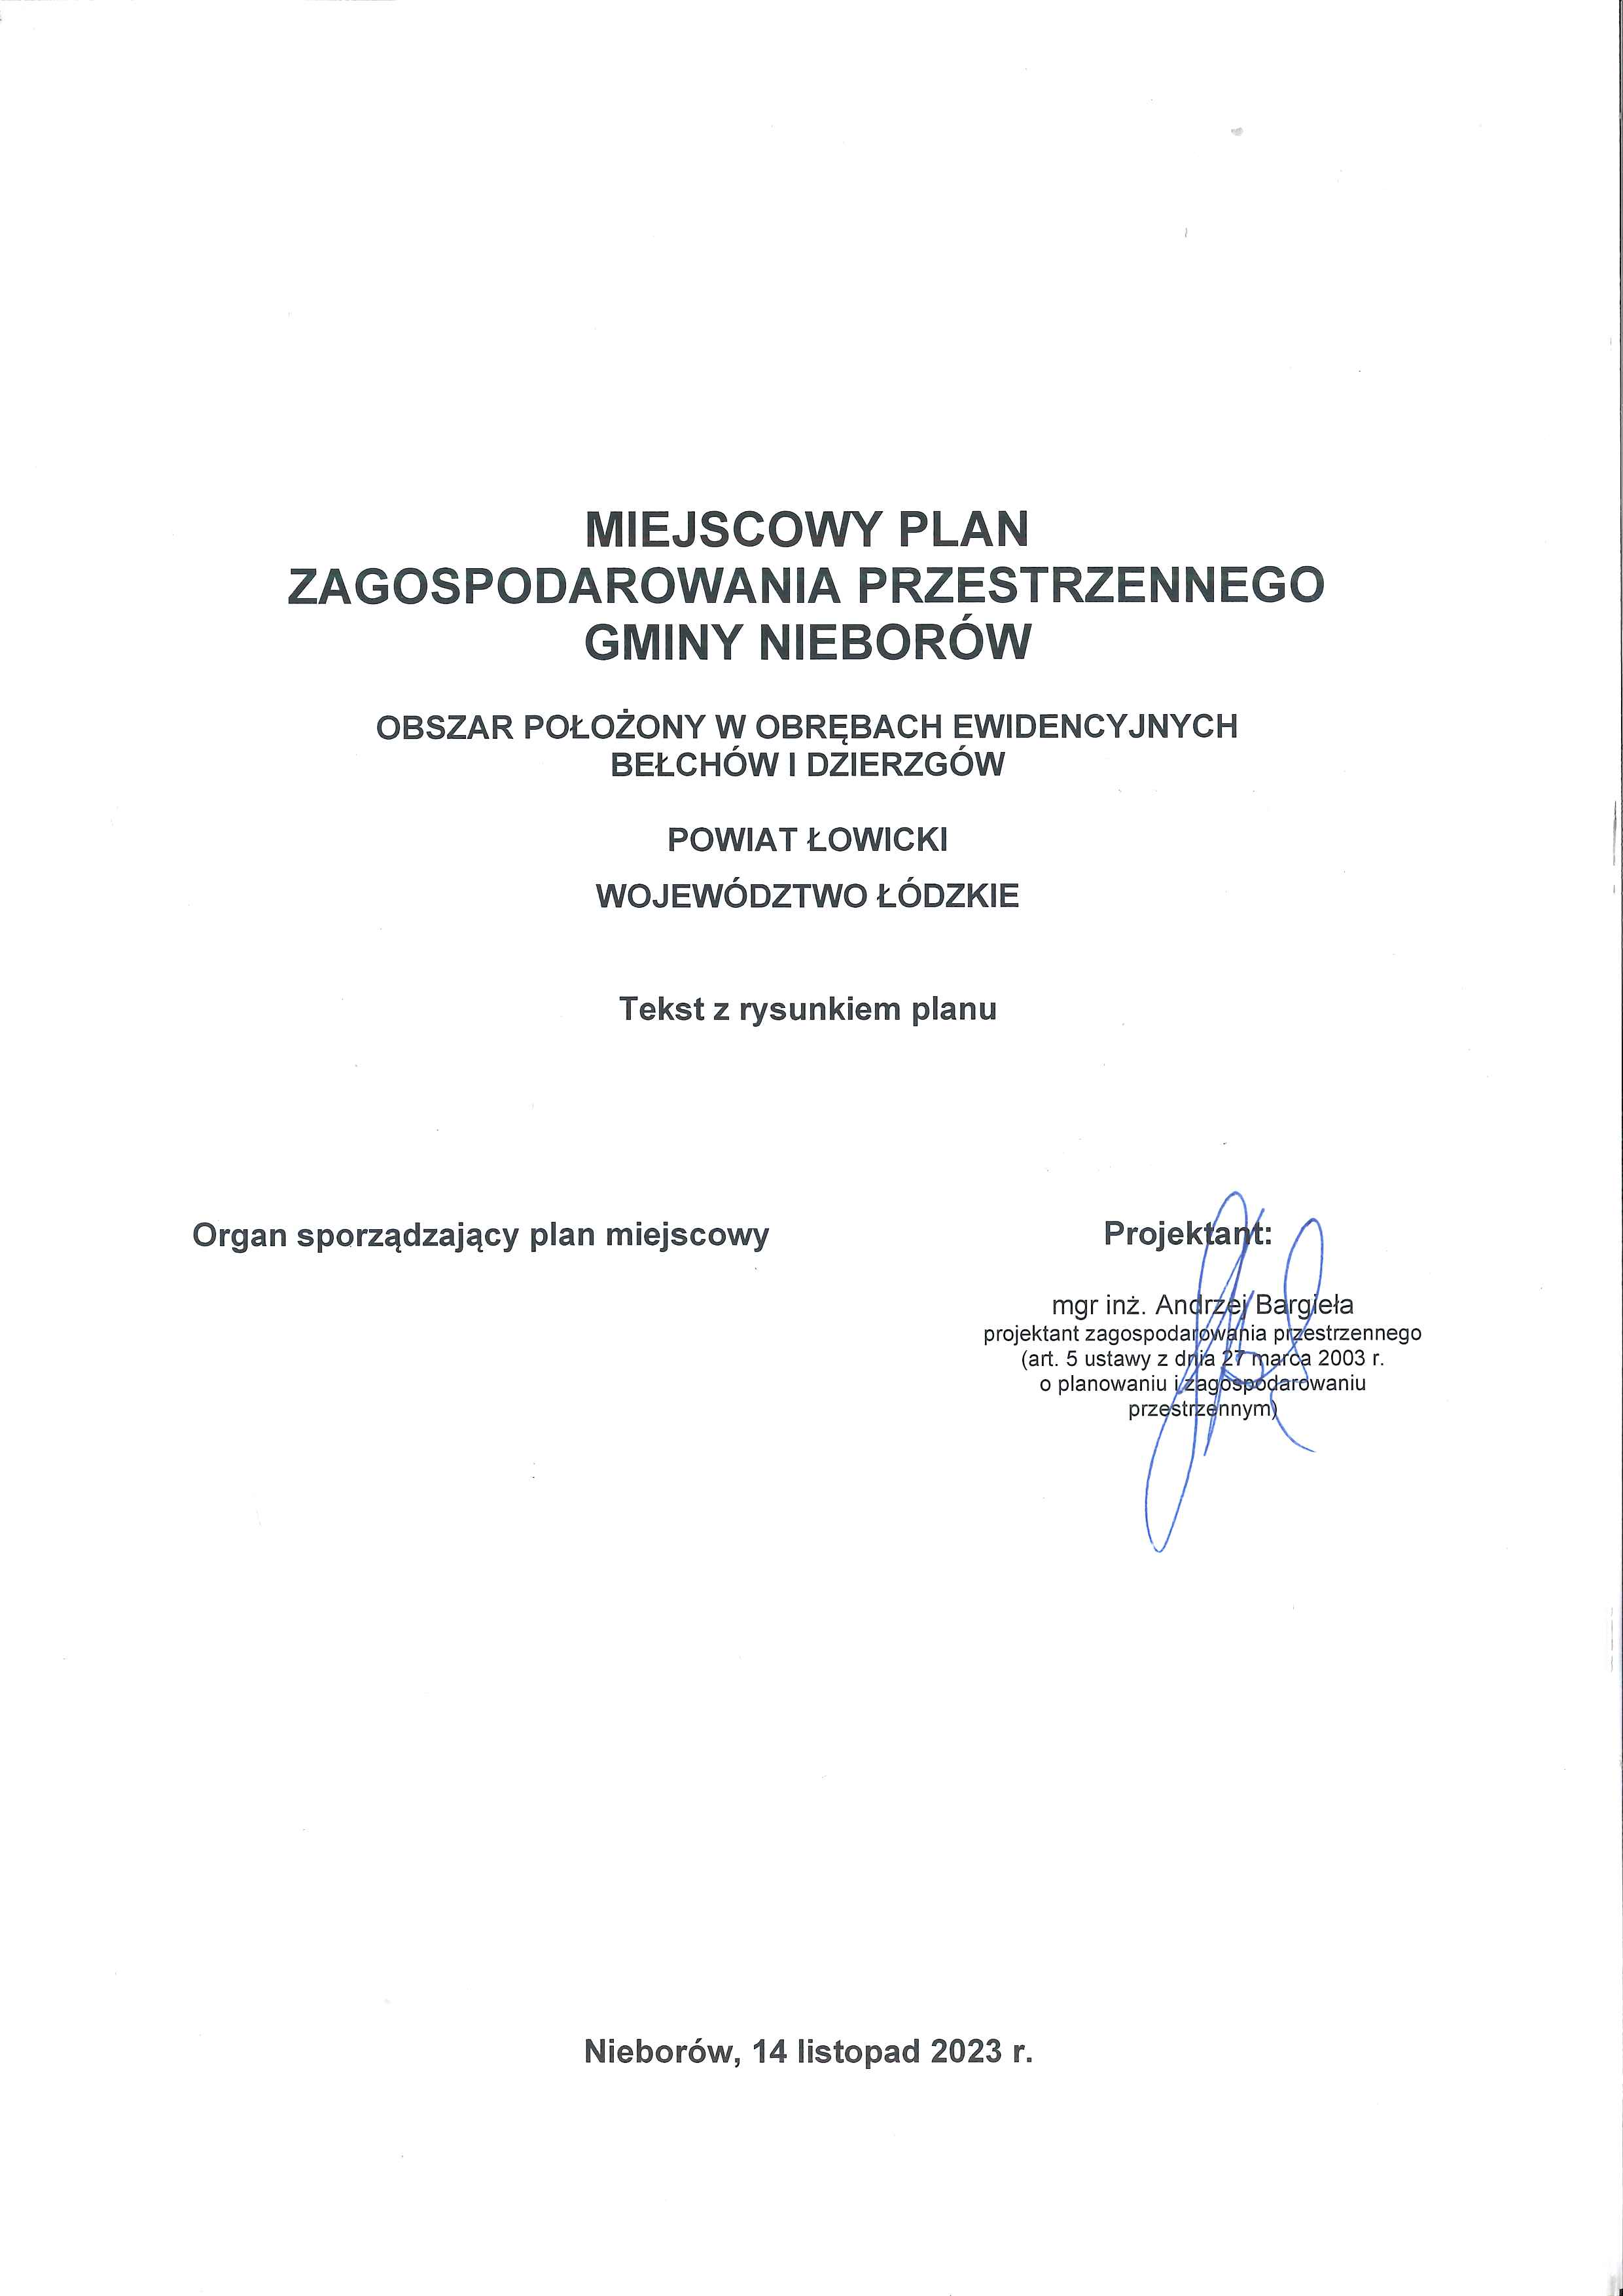 MIEJSCOWY PLAN
ZAGOSPODAROWANIA PRZESTRZENNEGO
GMINY NIEBORÓW
OBSZAR POŁOŻONY W OBRĘBACH EWIDENCYJNYCH
BEŁCHÓW I DZIERZGÓW
POWIAT ŁOWICKI
WOJEWÓDZTWO ŁÓDZKIE
Tekst z rysunkiem planu
Organ sporządzający plan miejscowy
Projektant:
mgr inż. Andrzej Bargieła
projektant zagospodarowania przestrzennego
(art. 5 ustawy z dnia 27 marca 2003 r.
o planowaniu i zagospodarowaniu
przestrzennym)
Nieborów, 14 listopad 2023 r.